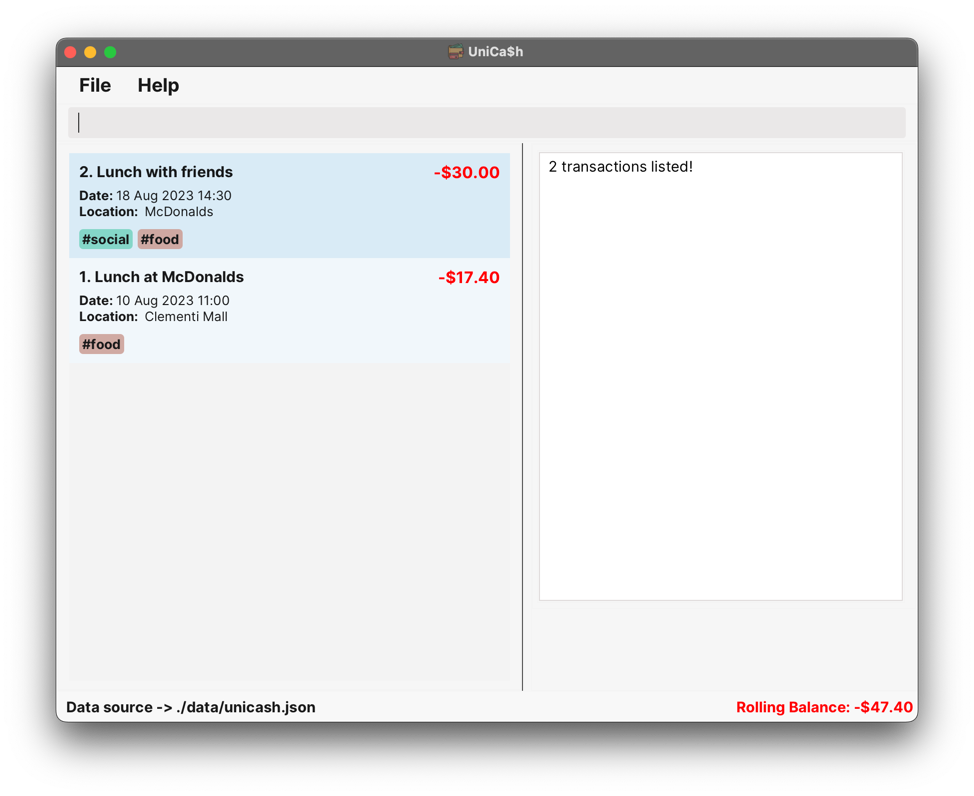 UniCa$h
File Help
2. Lunch with friends -$30.00
Date: 18 Aug 2023 14:30
Location: McDonalds
#social #food
1. Lunch at McDonalds -$17.40
Date: 10 Aug 2023 11:00
Location: Clementi Mall
#food
2 transactions listed!
Data source -> ./data/unicash.json Rolling Balance: -$47.40